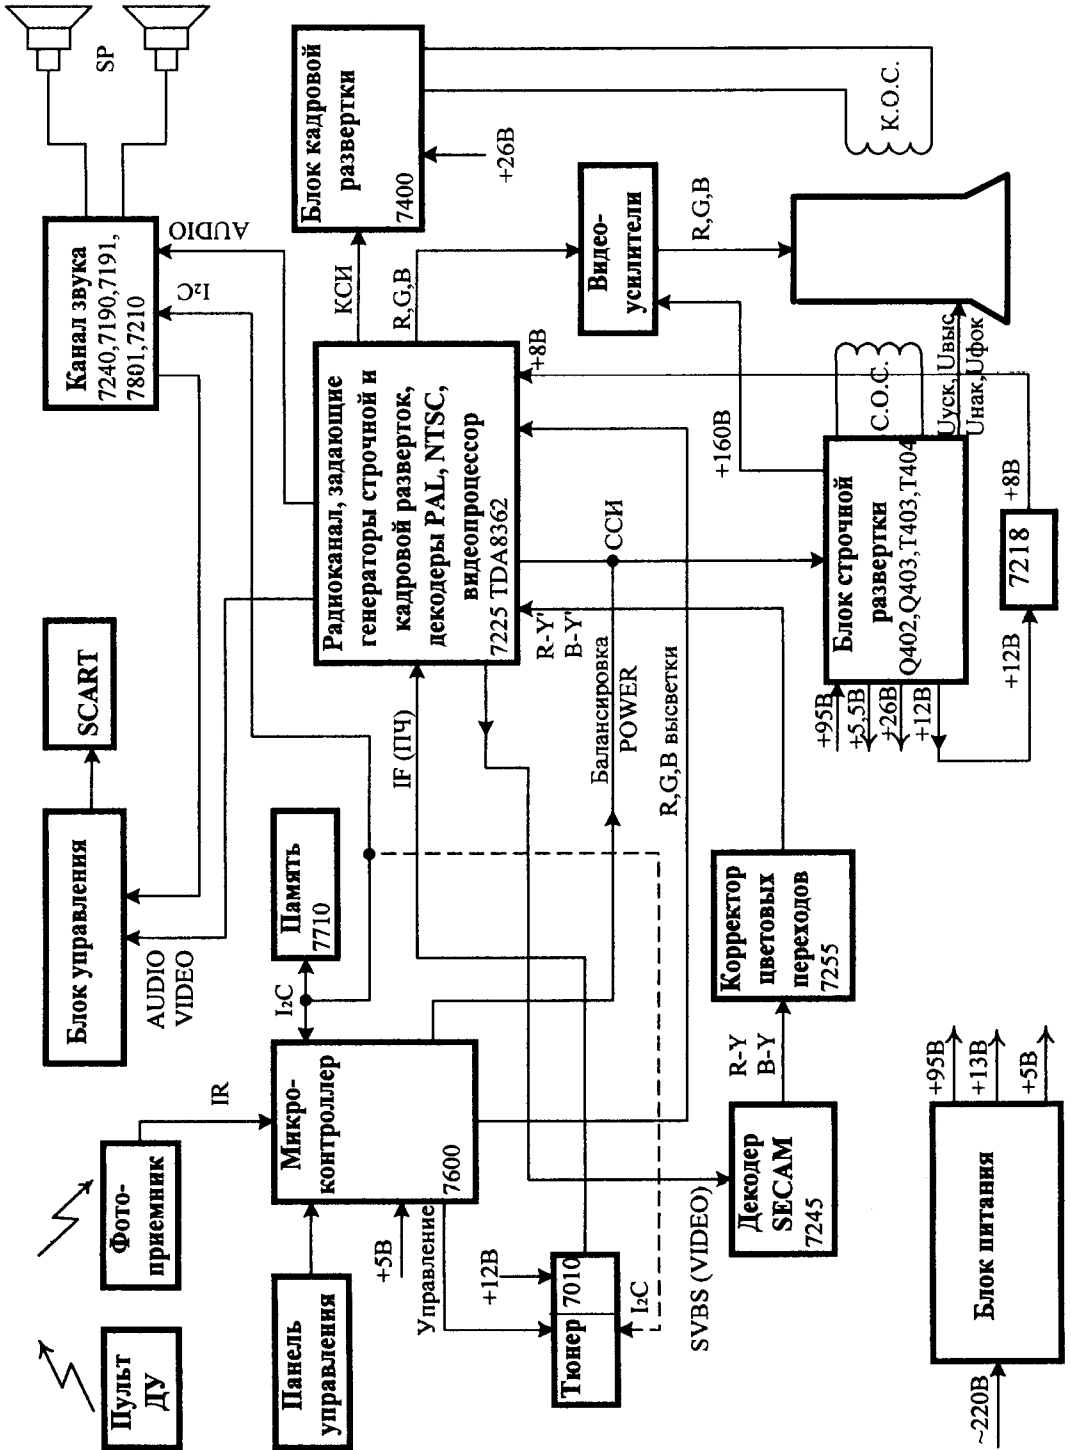 Пульт
ДУ
Фото-
приемник
IR
Панель
управления
Микро-
контроллер
7600
+5В
Управление
I₂C
Память
7710
Блок управления
SCART
AUDIO
VIDEO
Канал звука
7240,7190,7191,
7801,7210
SP
I₂C
AUDIO
Тюнер
7010
+12В
I₂C
IF (ПЧ)
Радиоканал, задающие
генераторы строчной и
кадровой разверток,
декодеры PAL, NTSC,
видеопроцессор
7225 TDA8362
КСИ
R,G,B
+8В
Блок кадровой
развертки
7400
+26В
К.О.С.
Видео-
усилители
R,G,B
R-Y'
B-Y'
Балансировка
POWER
ССИ
R,G,B высветки
SVBS (VIDEO)
Декодер
SECAM
7245
R-Y
B-Y
Корректор
цветовых
переходов
7255
+160В
С.О.С.
Uуск, Uвыс
Uнак,Uфок
Блок строчной
развертки
Q402,Q403,T403,T404
+95В
+5,5В
+26В
+12В
+12В
7218
+8В
~220В
Блок питания
+95В
+13В
+5В